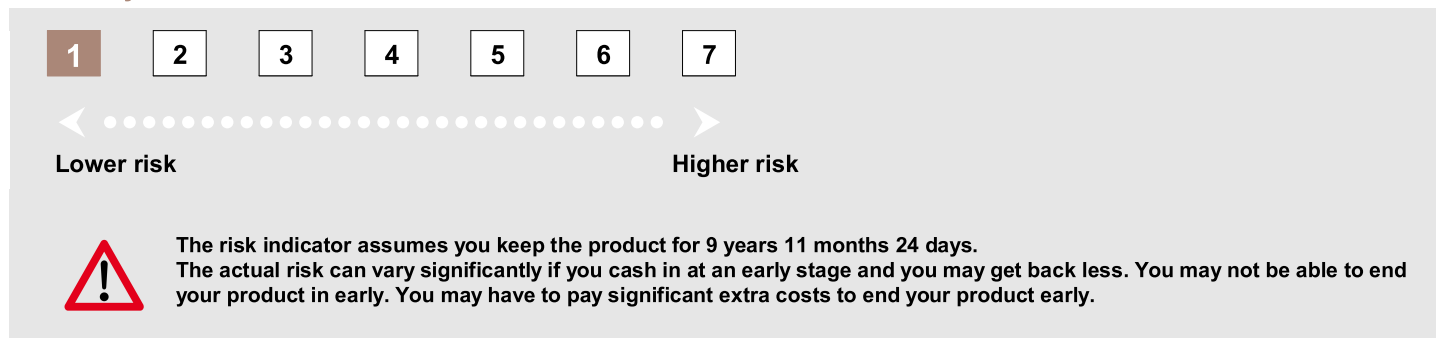 1 2 3 4 5 6 7
Lower risk Higher risk
The risk indicator assumes you keep the product for 9 years 11 months 24 days.
The actual risk can vary significantly if you cash in at an early stage and you may get back less. You may not be able to end
your product in early. You may have to pay significant extra costs to end your product early.